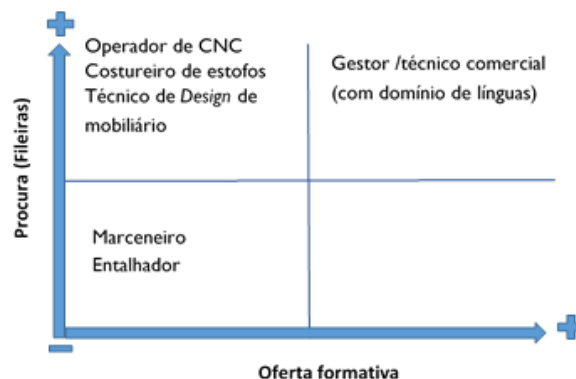 Procura (Fileiras)
Operador de CNC
Costureiro de estofos
Técnico de Design de
mobiliário
Gestor /técnico comercial
(com domínio de línguas)
Marceneiro
Entalhador
Oferta formativa